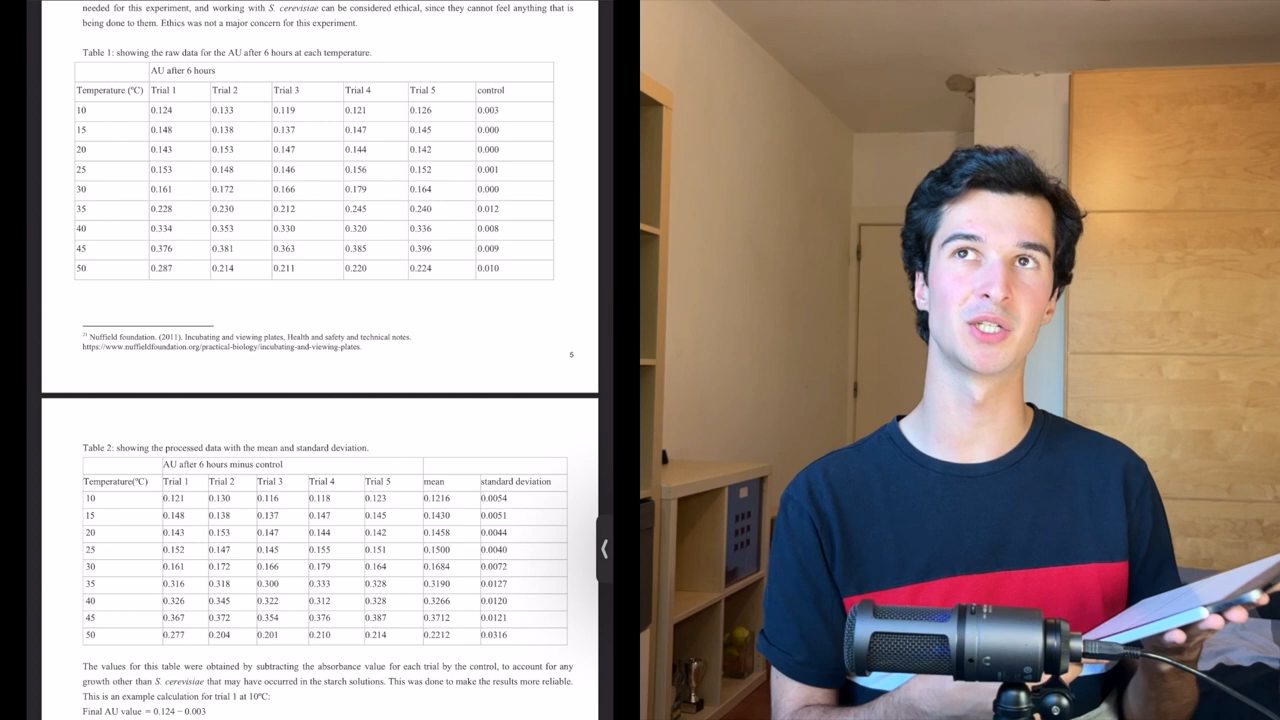 needed for this experiment, and working with S. cerevisiae can be considered ethical, since they cannot feel anything that is
being done to them. Ethics was not a major concern for this experiment.
Table 1: showing the raw data for the AU after 6 hours at each temperature.
AU after 6 hours
Temperature (ºC) Trial 1 Trial 2 Trial 3 Trial 4 Trial 5 control
10 0.124 0.133 0.119 0.121 0.126 0.003
15 0.148 0.138 0.137 0.147 0.145 0.000
20 0.143 0.153 0.147 0.144 0.142 0.000
25 0.153 0.148 0.146 0.156 0.152 0.001
30 0.161 0.172 0.166 0.179 0.164 0.000
35 0.228 0.230 0.212 0.245 0.240 0.012
40 0.334 0.353 0.330 0.320 0.336 0.008
45 0.376 0.381 0.363 0.385 0.396 0.009
50 0.287 0.214 0.211 0.220 0.224 0.010
21 Nuffield foundation. (2011). Incubating and viewing plates, Health and safety and technical notes.
https://www.nuffieldfoundation.org/practical-biology/incubating-and-viewing-plates.
5
Table 2: showing the processed data with the mean and standard deviation.
AU after 6 hours minus control
Temperature(ºC) Trial 1 Trial 2 Trial 3 Trial 4 Trial 5 mean standard deviation
10 0.121 0.130 0.116 0.118 0.123 0.1216 0.0054
15 0.148 0.138 0.137 0.147 0.145 0.1430 0.0051
20 0.143 0.153 0.147 0.144 0.142 0.1458 0.0044
25 0.152 0.147 0.145 0.155 0.151 0.1500 0.0040
30 0.161 0.172 0.166 0.179 0.164 0.1684 0.0072
35 0.316 0.318 0.300 0.333 0.328 0.3190 0.0127
40 0.326 0.345 0.322 0.312 0.328 0.3266 0.0120
45 0.367 0.372 0.354 0.376 0.387 0.3712 0.0121
50 0.277 0.204 0.201 0.210 0.214 0.2212 0.0316
The values for this table were obtained by subtracting the absorbance value for each trial by the control, to account for any
growth other than S. cerevisiae that may have occurred in the starch solutions. This was done to make the results more reliable.
This is an example calculation for trial 1 at 10ºC:
Final AU value = 0.124 − 0.003